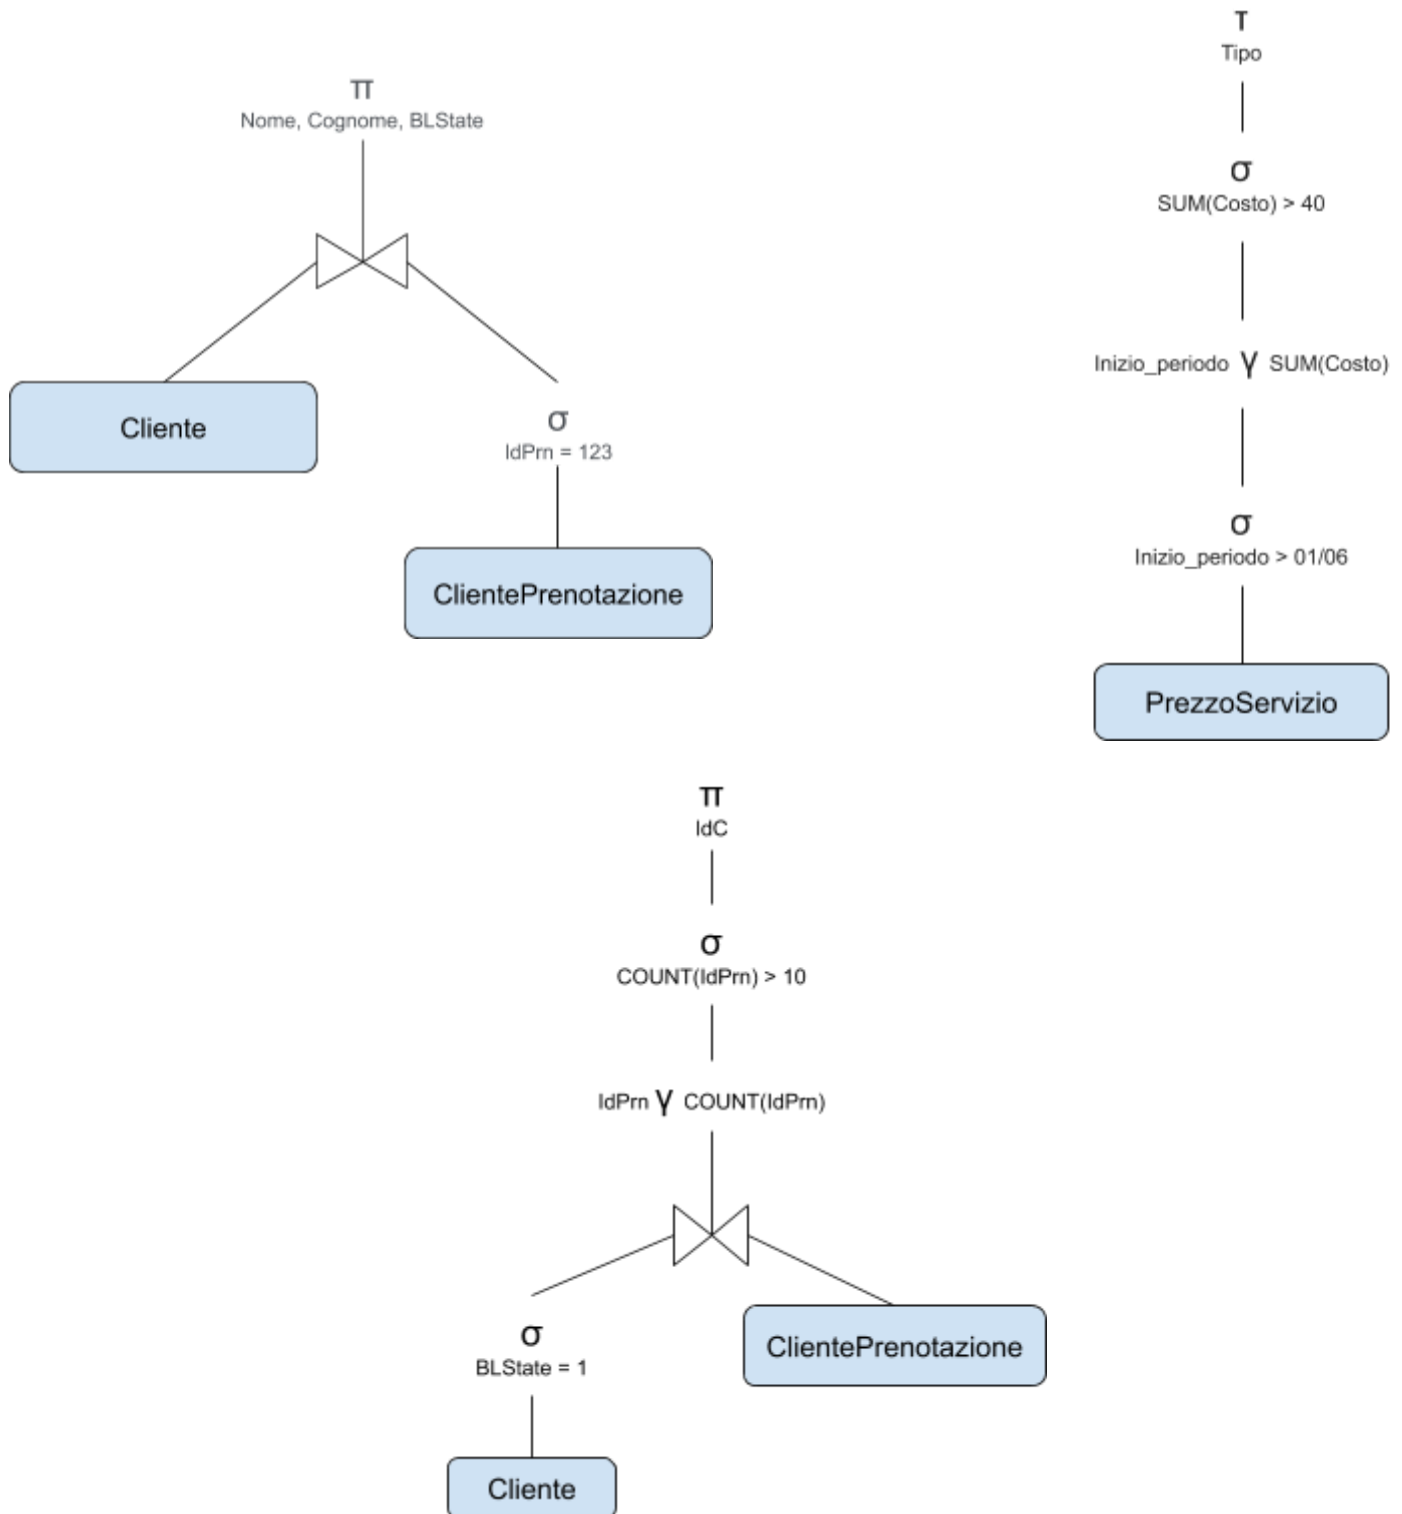 π
Nome, Cognome, BLState
Cliente
σ
IdPrn = 123
ClientePrenotazione
τ
Tipo
σ
SUM(Costo) > 40
Inizio_periodo γ SUM(Costo)
σ
Inizio_periodo > 01/06
PrezzoServizio
π
IdC
σ
COUNT(IdPrn) > 10
IdPrn γ COUNT(IdPrn)
σ
BLState = 1
Cliente
ClientePrenotazione